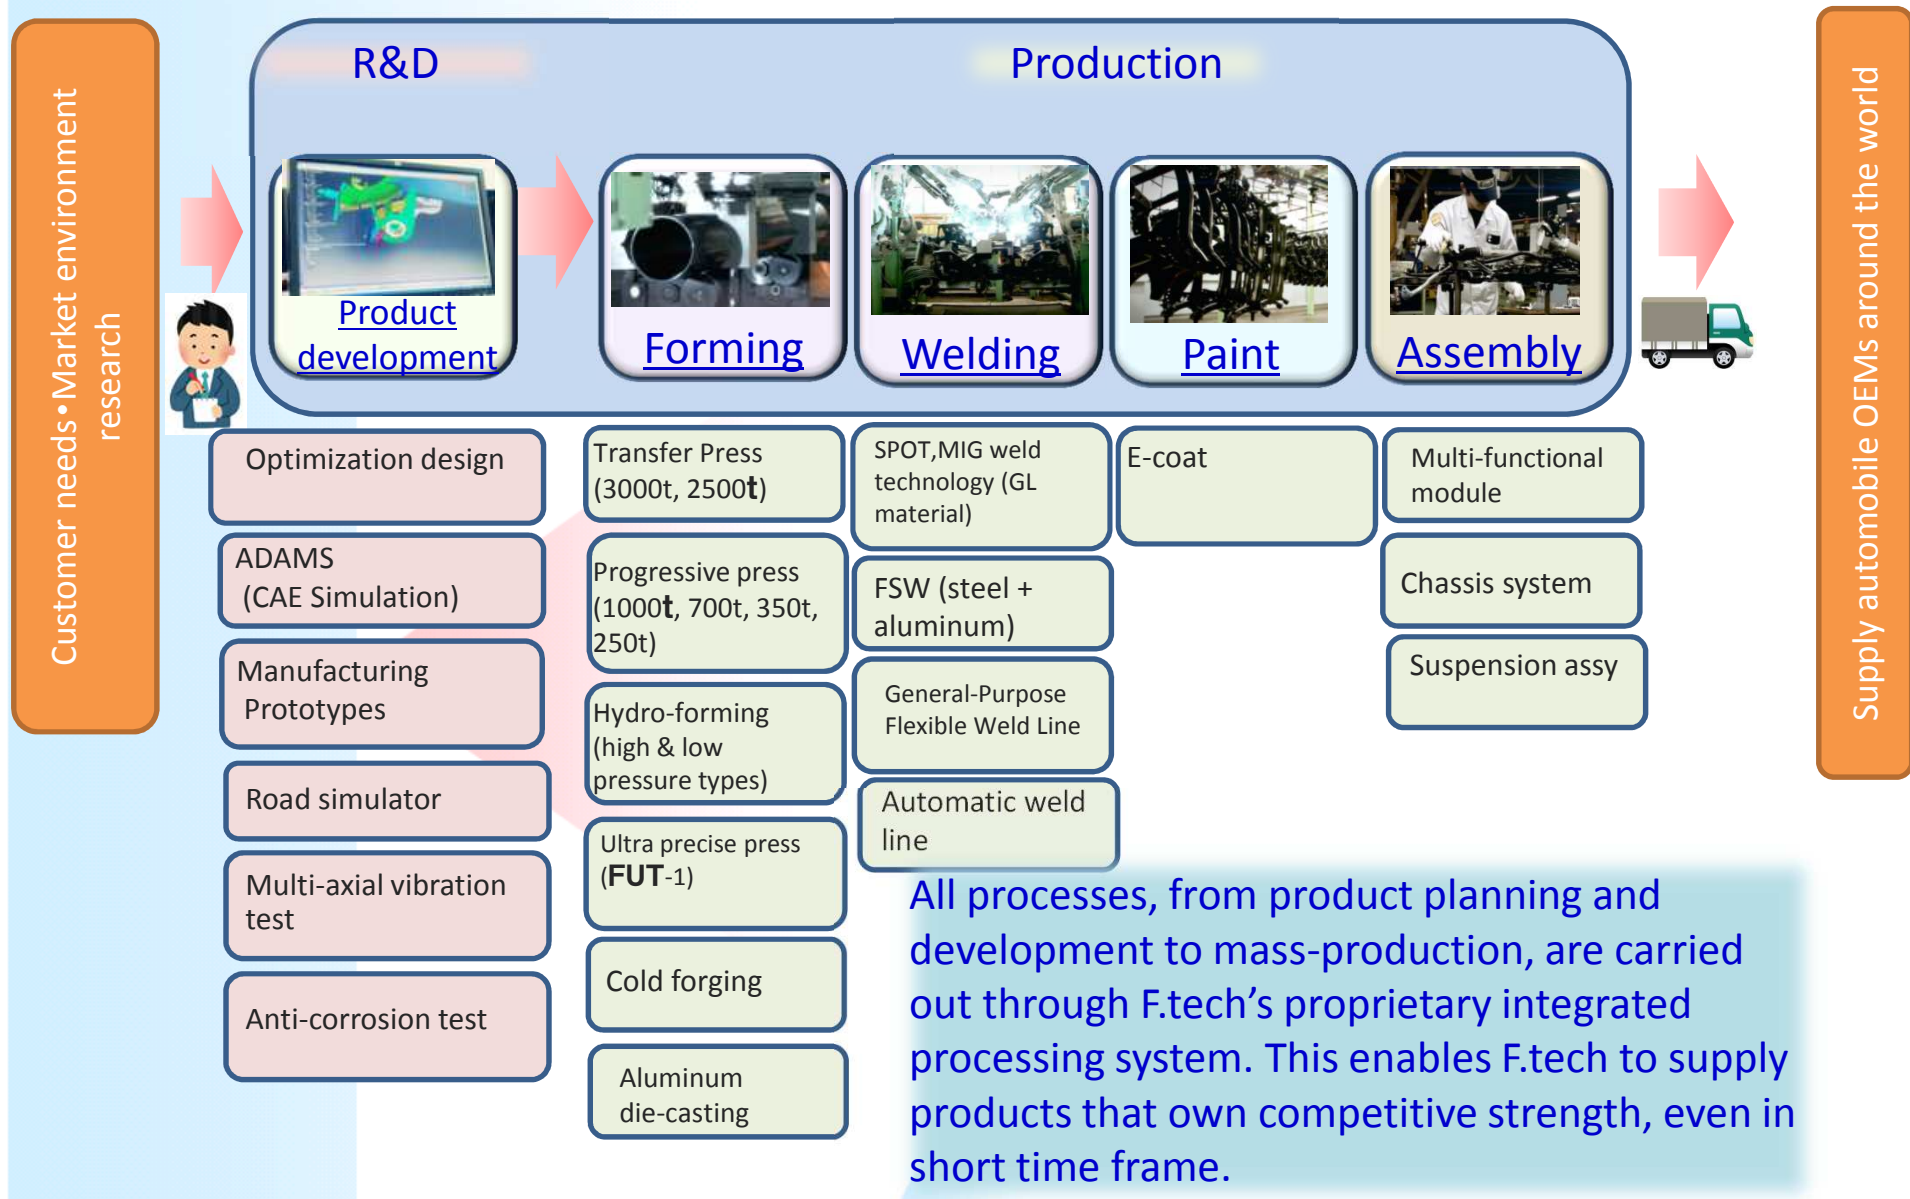 Customer needs•Market environment
research
R&D
Production
Product
development
Forming
Welding
Paint
Assembly
Supply automobile OEMs around the world
Optimization design
ADAMS
(CAE Simulation)
Manufacturing
Prototypes
Road simulator
Multi-axial vibration
test
Anti-corrosion test
Transfer Press
(3000t, 2500t)
Progressive press
(1000t, 700t, 350t,
250t)
Hydro-forming
(high & low
pressure types)
Ultra precise press
(FUT-1)
Cold forging
Aluminum
die-casting
SPOT,MIG weld
technology (GL
material)
FSW (steel +
aluminum)
General-Purpose
Flexible Weld Line
Automatic weld
line
E-coat
Multi-functional
module
Chassis system
Suspension assy
All processes, from product planning and
development to mass-production, are carried
out through F.tech’s proprietary integrated
processing system. This enables F.tech to supply
products that own competitive strength, even in
short time frame.